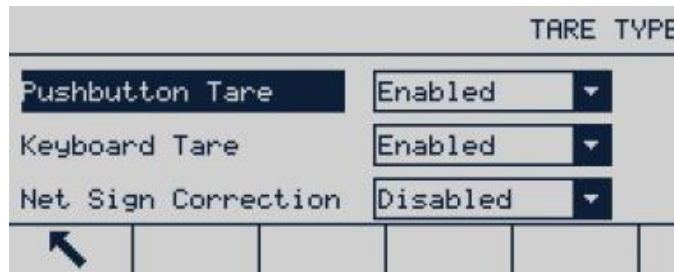 TARE TYPE
Pushbutton Tare Enabled
Keyboard Tare Enabled
Net Sign Correction Disabled